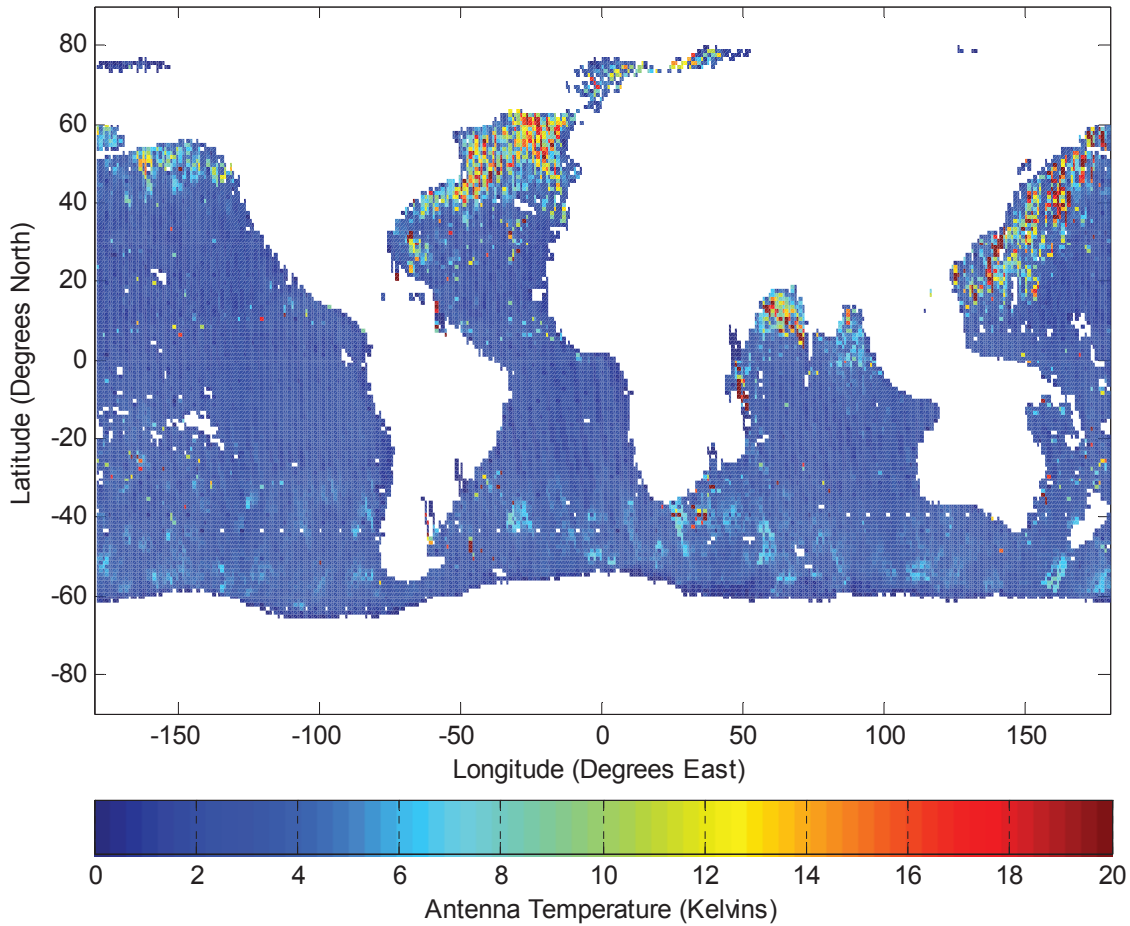 80
60
40
20
0
-20
-40
-60
-80
Latitude (Degrees North)
-150 -100 -50 0 50 100 150
Longitude (Degrees East)
0 2 4 6 8 10 12 14 16 18 20
Antenna Temperature (Kelvins)